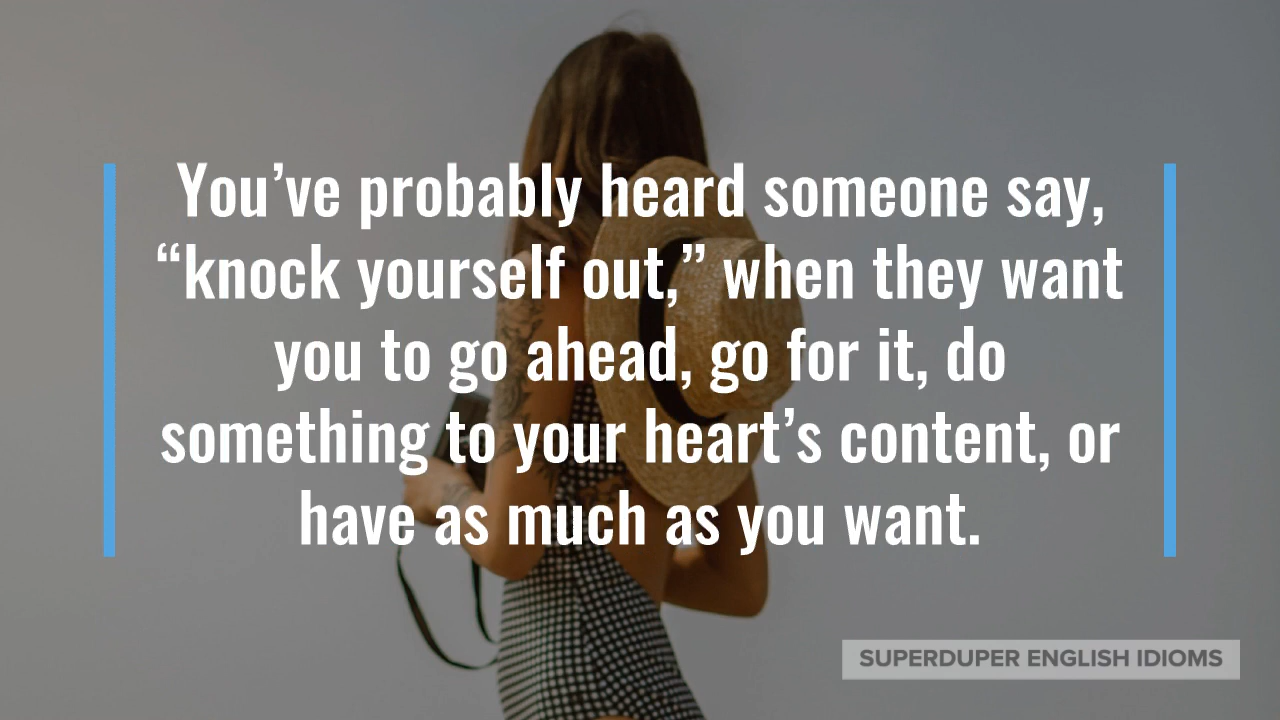 You’ve probably heard someone say,
“knock yourself out,” when they want
you to go ahead, go for it, do
something to your heart’s content, or
have as much as you want.
SUPERDUPER ENGLISH IDIOMS